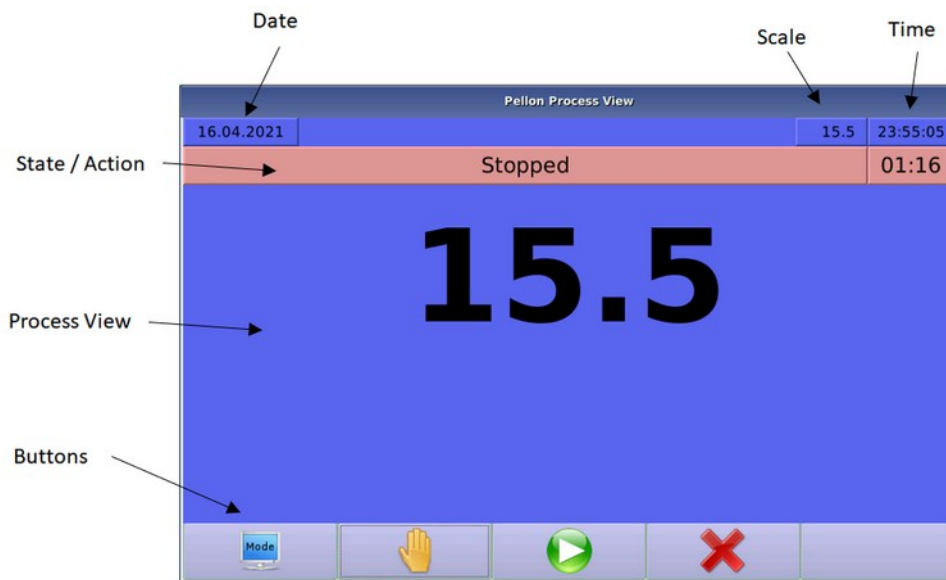 Date
Scale
Time
Pellon Process View
16.04.2021 15.5 23:55:05
State / Action
Stopped 01:16
15.5
Process View
Buttons
Mode